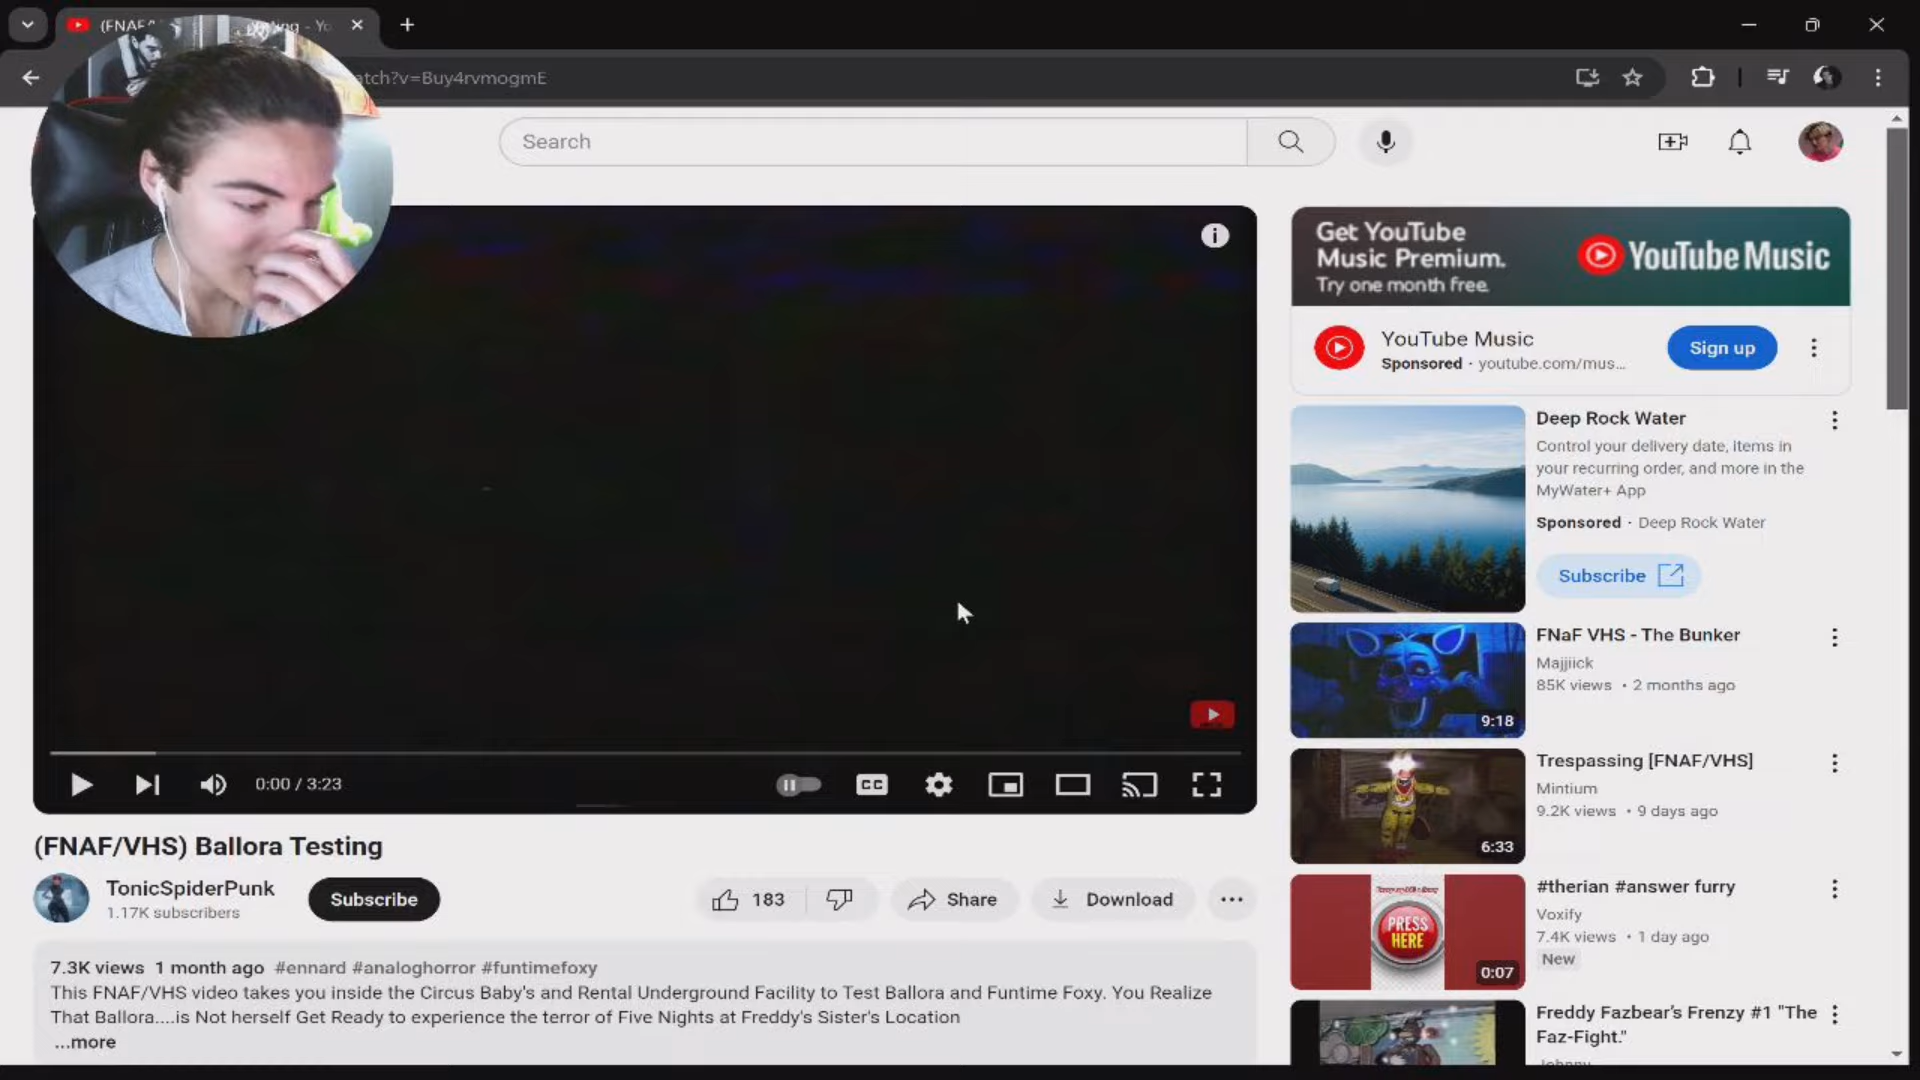 atch?v=Buy4rvmogmE
Search
Get YouTube
Music Premium.
Try one month free.
YouTube Music
YouTube Music
Sponsored · youtube.com/mus...
Sign up
Deep Rock Water
Control your delivery date, items in
your recurring order, and more in the
MyWater+ App
Sponsored · Deep Rock Water
Subscribe
FNaF VHS - The Bunker
Majjiick
85K views • 2 months ago
9:18
Trespassing [FNAF/VHS]
Mintium
9.2K views • 9 days ago
6:33
#therian #answer furry
Voxify
7.4K views • 1 day ago
New
PRESS
HERE
0:07
Freddy Fazbear's Frenzy #1 "The
Faz-Fight."
0:00 / 3:23
CC
(FNAF/VHS) Ballora Testing
TonicSpiderPunk
1.17K subscribers
Subscribe
183
Share
Download
7.3K views 1 month ago #ennard #analoghorror #funtimefoxy
This FNAF/VHS video takes you inside the Circus Baby's and Rental Underground Facility to Test Ballora and Funtime Foxy. You Realize
That Ballora....is Not herself Get Ready to experience the terror of Five Nights at Freddy's Sister's Location
...more